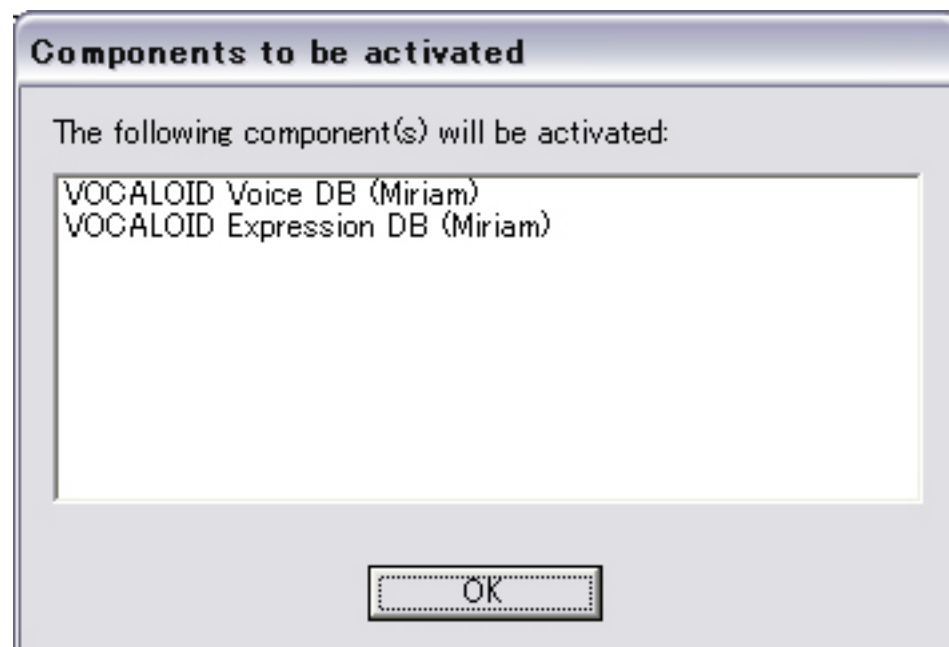 Components to be activated
The following component(s) will be activated:
VOCALOID Voice DB (Miriam)
VOCALOID Expression DB (Miriam)
OK